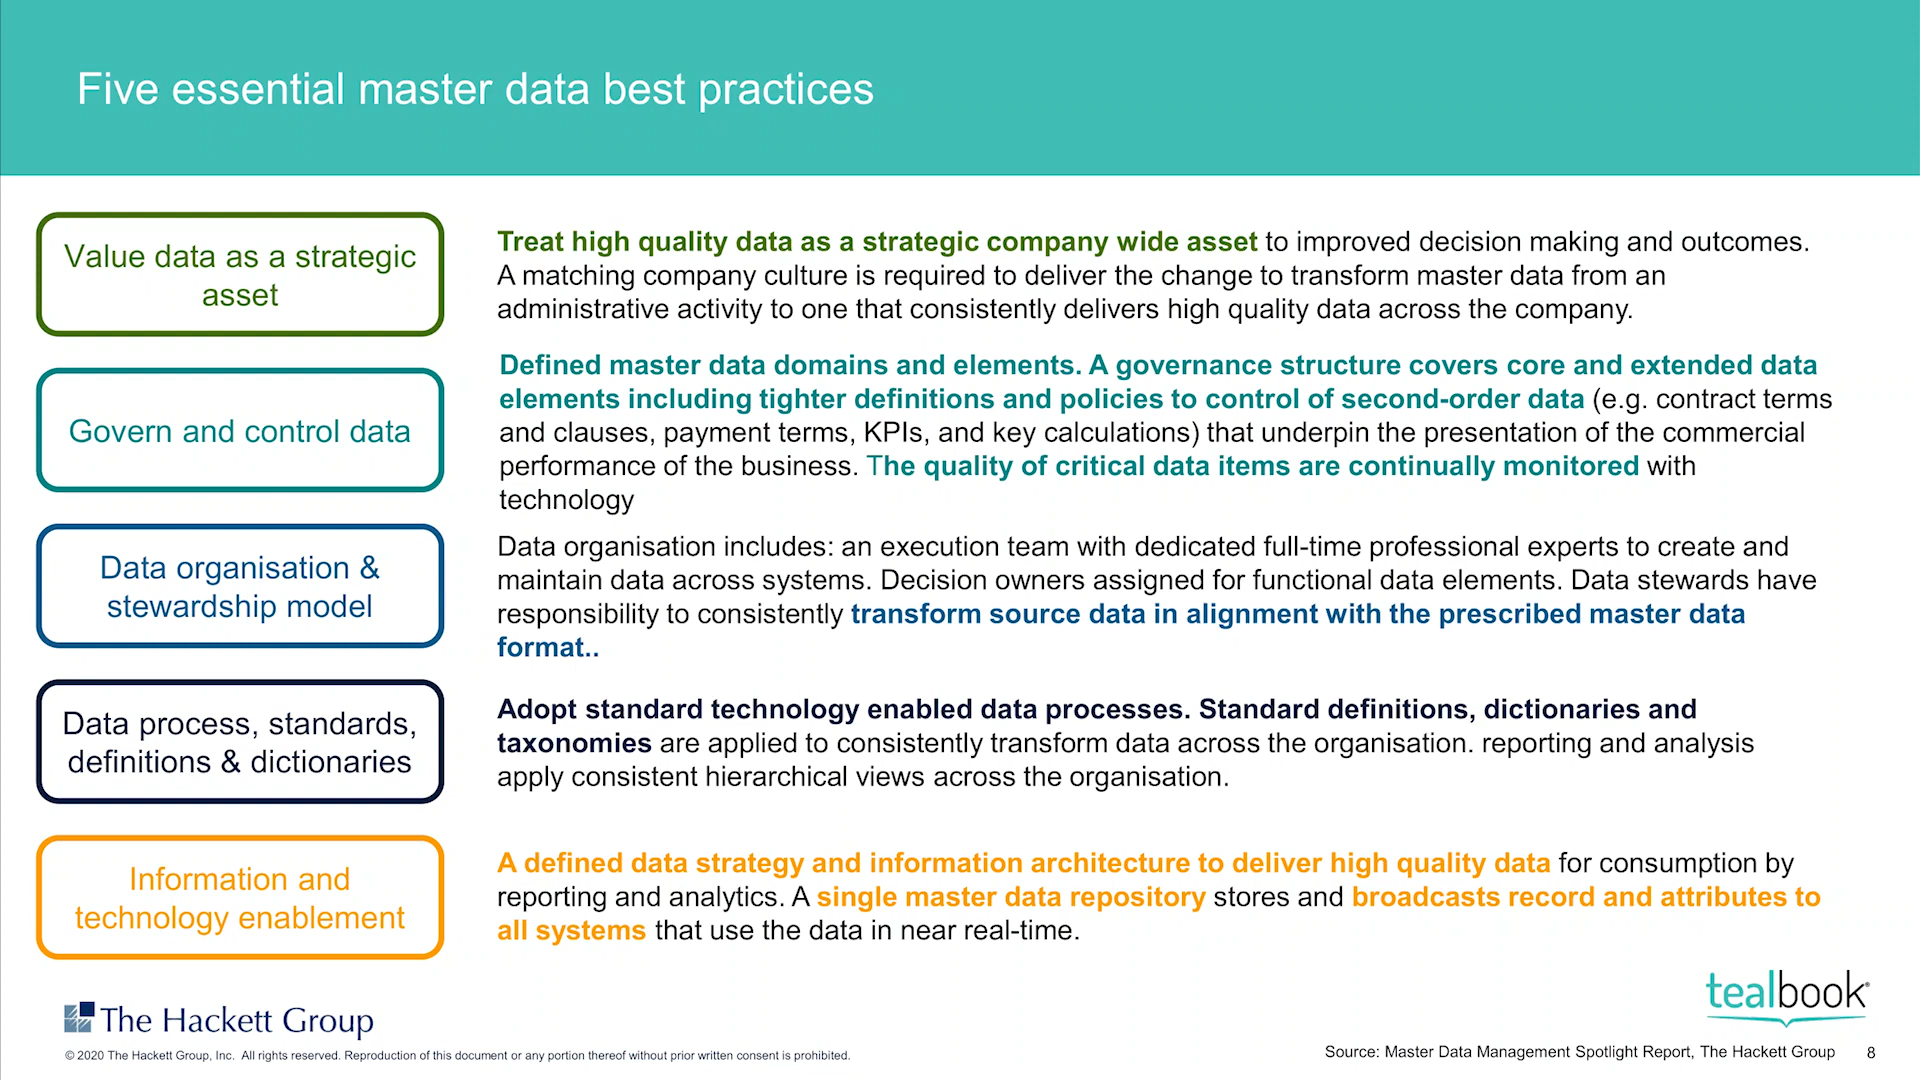 Five essential master data best practices
Value data as a strategic
asset
Treat high quality data as a strategic company wide asset to improved decision making and outcomes.
A matching company culture is required to deliver the change to transform master data from an
administrative activity to one that consistently delivers high quality data across the company.
Govern and control data
Defined master data domains and elements. A governance structure covers core and extended data
elements including tighter definitions and policies to control of second-order data (e.g. contract terms
and clauses, payment terms, KPIs, and key calculations) that underpin the presentation of the commercial
performance of the business. The quality of critical data items are continually monitored with
technology
Data organisation &
stewardship model
Data organisation includes: an execution team with dedicated full-time professional experts to create and
maintain data across systems. Decision owners assigned for functional data elements. Data stewards have
responsibility to consistently transform source data in alignment with the prescribed master data
format..
Data process, standards,
definitions & dictionaries
Adopt standard technology enabled data processes. Standard definitions, dictionaries and
taxonomies are applied to consistently transform data across the organisation. reporting and analysis
apply consistent hierarchical views across the organisation.
Information and
technology enablement
A defined data strategy and information architecture to deliver high quality data for consumption by
reporting and analytics. A single master data repository stores and broadcasts record and attributes to
all systems that use the data in near real-time.
The Hackett Group
tealbook
© 2020 The Hackett Group, Inc. All rights reserved. Reproduction of this document or any portion thereof without prior written consent is prohibited.
Source: Master Data Management Spotlight Report, The Hackett Group
8